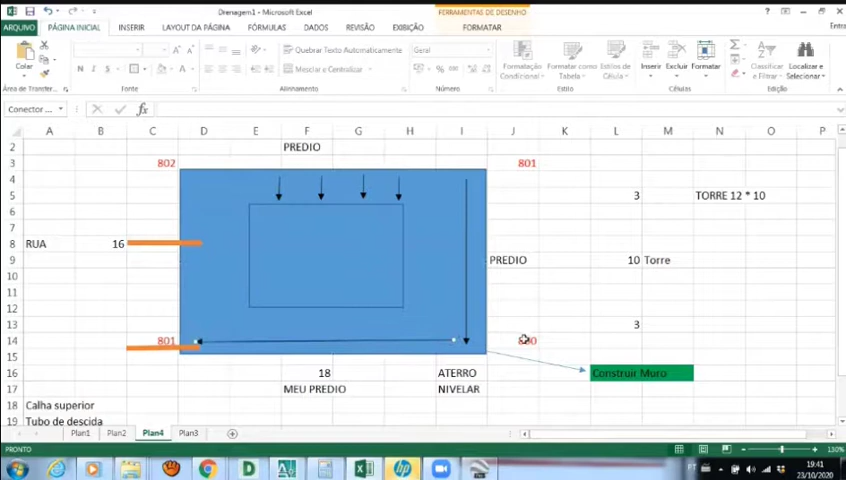 Drenagem1 - Microsoft Excel
FERRAMENTAS DE DESENHO
ARQUIVO PÁGINA INICIAL INSERIR LAYOUT DA PÁGINA FÓRMULAS DADOS REVISÃO EXIBIÇÃO FORMATAR
Quebrar Texto Automaticamente Geral
Colar N I S Mesclar e Centralizar % Formatação Condicional Formatar como Tabela Estilos de Célula Inserir Excluir Formatar Classificar e Filtrar Localizar e Selecionar
Área de Transfer... Fonte Alinhamento Número Estilo Células Edição
Conector ... fx
A B C D E F G H I J K L M N O P
2 PREDIO
3 802 801
4
5 3 TORRE 12 * 10
6
7
8 RUA 16
9 PREDIO 10 Torre
10
11
12
13 3
14 801
15
16 18 ATERRO Construir Muro
17 MEU PREDIO NIVELAR
18 Calha superior
19 Tubo de descida
Plan1 Plan2 Plan4 Plan3
PRONTO 130%
PT 19:41
23/10/2020